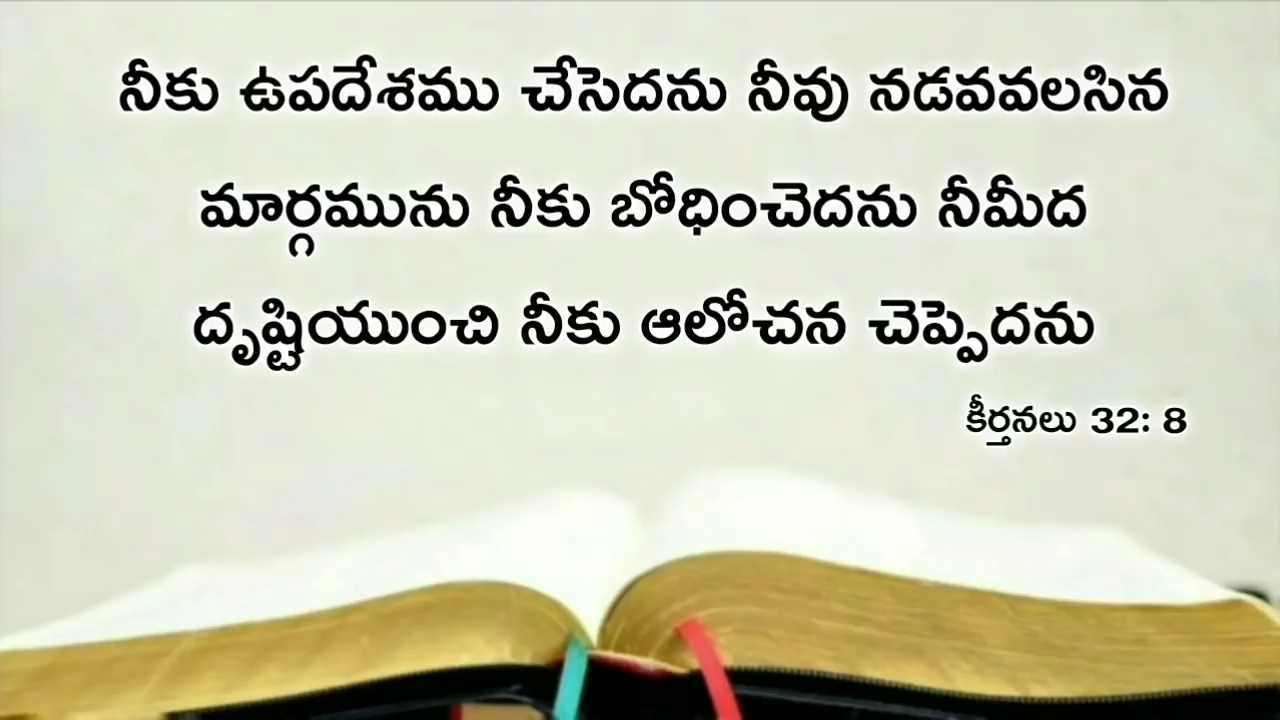 నీకు ఉపదేశము చేసెదను నీవు నడవవలసిన
మార్గమును నీకు బోధించెదను నీమీద
దృష్టియుంచి నీకు ఆలోచన చెప్పెదను
కీర్తనలు 32: 8